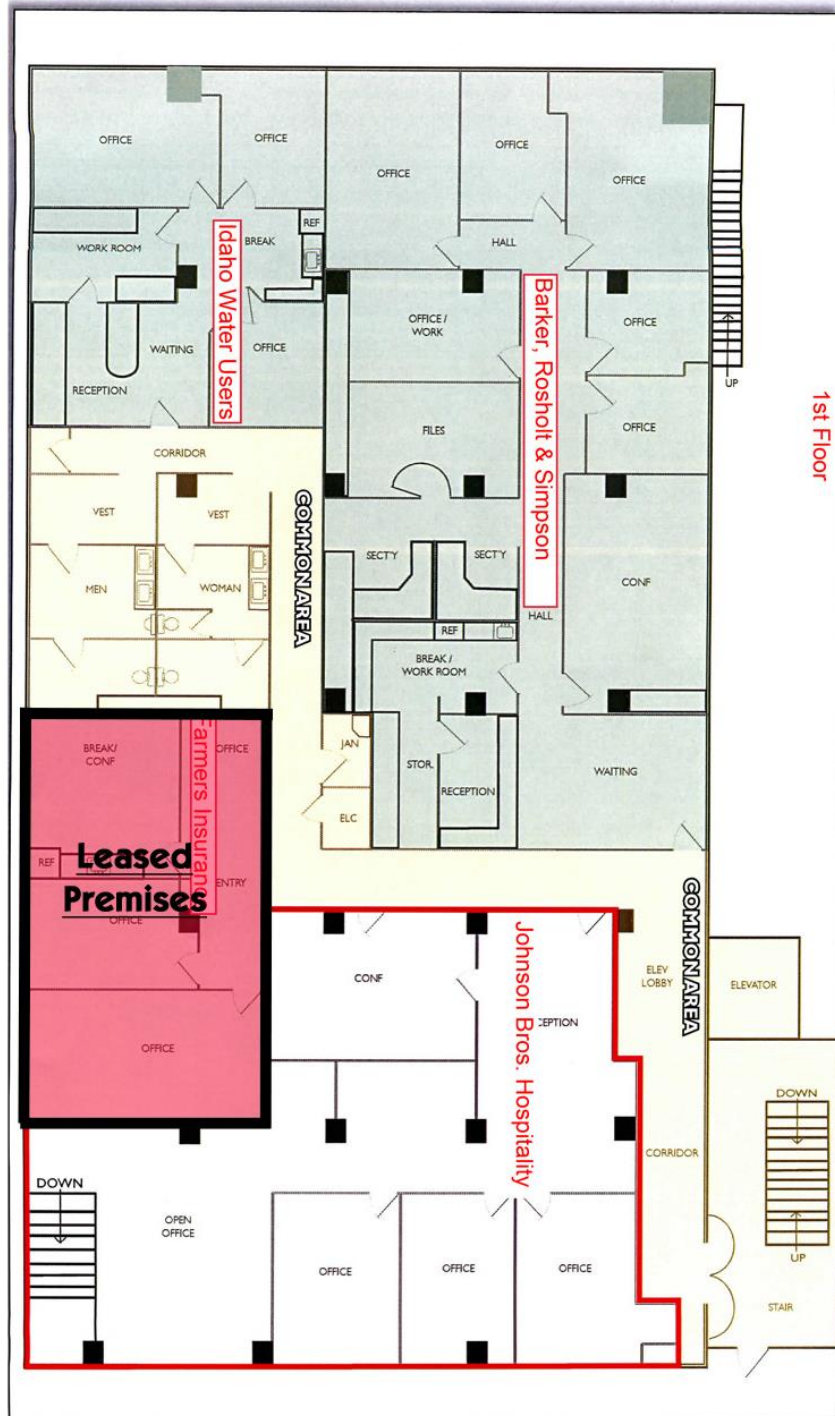 1st Floor
OFFICE
OFFICE
OFFICE
OFFICE
OFFICE
WORK ROOM
BREAK
REF
HALL
Idaho Water Users
WAITING
OFFICE
RECEPTION
OFFICE /
WORK
OFFICE
Barker, Rosholt & Simpson
FILES
OFFICE
UP
CORRIDOR
VEST
VEST
COMMON AREA
MEN
WOMAN
SECT'Y
SECT'Y
CONF
HALL
REF
BREAK /
WORK ROOM
JAN
STOR.
RECEPTION
WAITING
ELC
BREAK/
CONF
OFFICE
Farmers Insuranc
REF
ENTRY
Leased
Premises
OFFICE
OFFICE
COMMON AREA
ELEV
LOBBY
ELEVATOR
CONF
CEPTION
Johnson Bros. Hospitality
DOWN
CORRIDOR
UP
STAIR
DOWN
OPEN
OFFICE
OFFICE
OFFICE
OFFICE